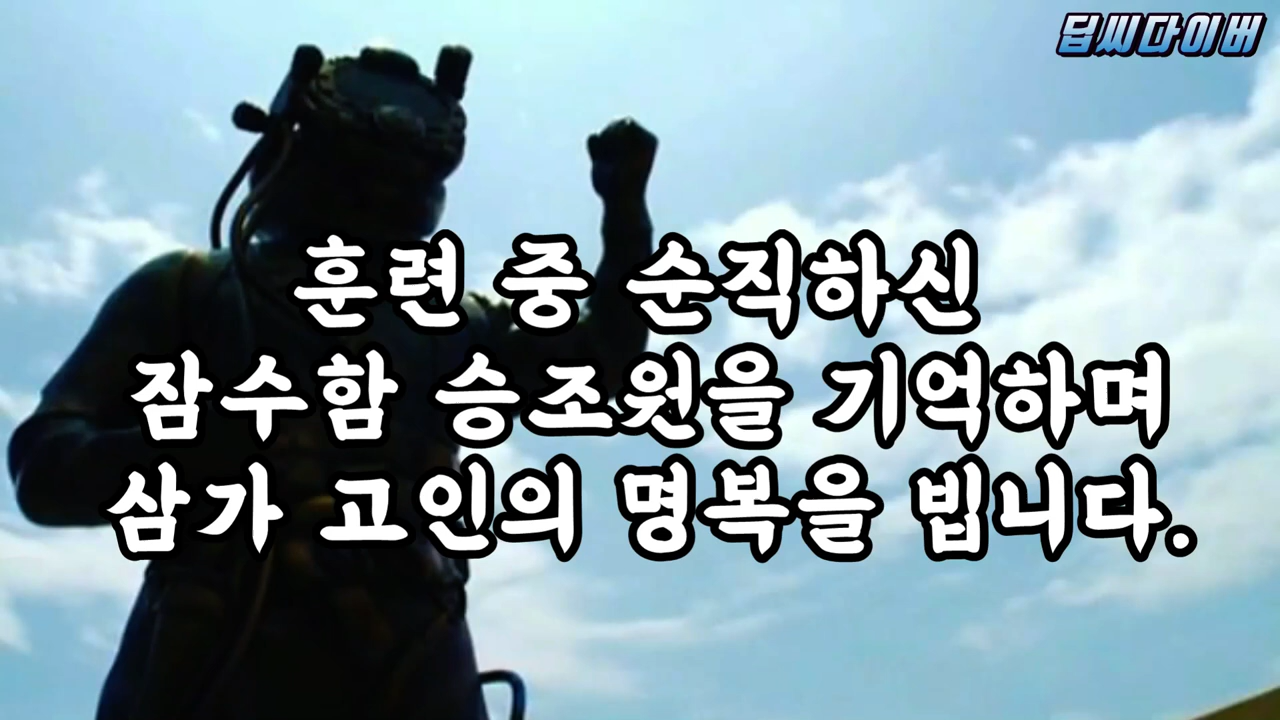 딥씨다이버
훈련 중 순직하신
잠수함 승조원을 기억하며
삼가 고인의 명복을 빕니다.